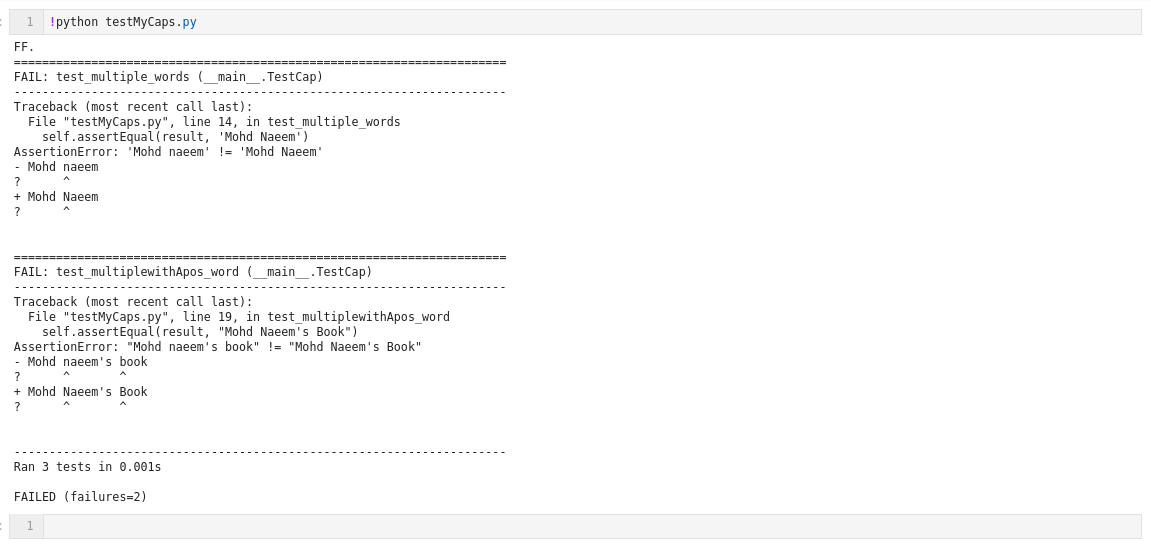 1 !python testMyCaps.py
FF.
======================================================================
FAIL: test_multiple_words (__main__.TestCap)
----------------------------------------------------------------------
Traceback (most recent call last):
  File "testMyCaps.py", line 14, in test_multiple_words
    self.assertEqual(result, 'Mohd Naeem')
AssertionError: 'Mohd naeem' != 'Mohd Naeem'
- Mohd naeem
?      ^
+ Mohd Naeem
?      ^
======================================================================
FAIL: test_multiplewithApos_word (__main__.TestCap)
----------------------------------------------------------------------
Traceback (most recent call last):
  File "testMyCaps.py", line 19, in test_multiplewithApos_word
    self.assertEqual(result, "Mohd Naeem's Book")
AssertionError: "Mohd naeem's book" != "Mohd Naeem's Book"
- Mohd naeem's book
?      ^       ^
+ Mohd Naeem's Book
?      ^       ^
----------------------------------------------------------------------
Ran 3 tests in 0.001s
FAILED (failures=2)
1